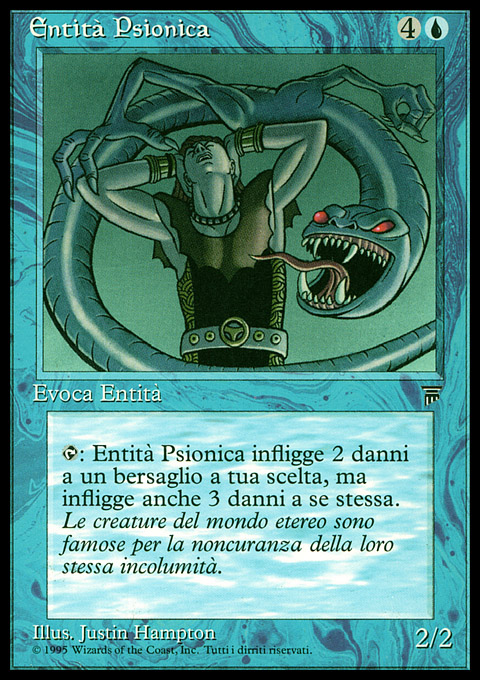 Entità Psionica 4
Evoca Entità
: Entità Psionica infligge 2 danni
a un bersaglio a tua scelta, ma
infligge anche 3 danni a se stessa.
Le creature del mondo etereo sono
famose per la noncuranza della loro
stessa incolumità.
Illus. Justin Hampton
2/2
© 1995 Wizards of the Coast, Inc. Tutti i dirriti riservati.